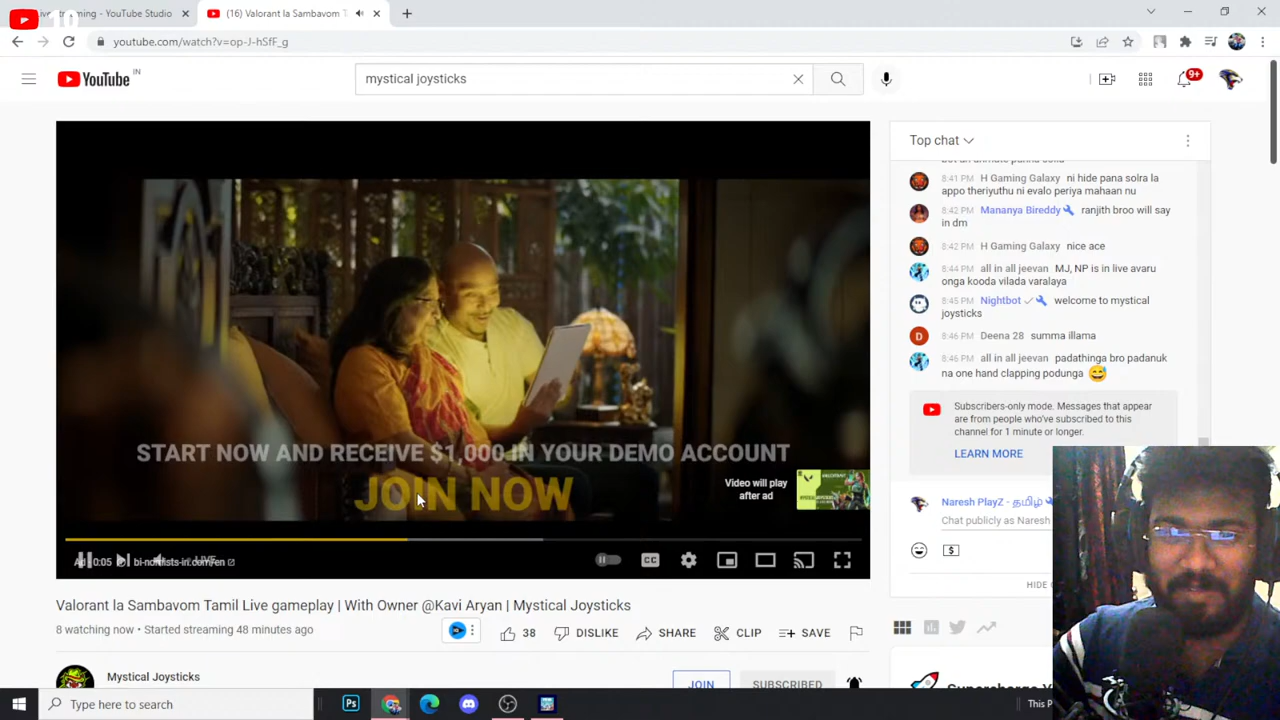 Live streaming - YouTube Studio
(16) Valorant la Sambavom T
youtube.com/watch?v=op-J-hSfF_g
YouTube IN
mystical joysticks
9+
START NOW AND RECEIVE $1,000 IN YOUR DEMO ACCOUNT
JOIN NOW
Video will play
after ad
LIVE
CC
Valorant la Sambavom Tamil Live gameplay | With Owner @Kavi Aryan | Mystical Joysticks
8 watching now • Started streaming 48 minutes ago
38
DISLIKE
SHARE
CLIP
SAVE
Mystical Joysticks
JOIN
SUBSCRIBED
Top chat
8:41 PM H Gaming Galaxy ni hide pana solra la
appo theriyuthu ni evalo periya mahaan nu
8:42 PM Mananya Bireddy ranjith broo will say
in dm
8:42 PM H Gaming Galaxy nice ace
8:44 PM all in all jeevan MJ, NP is in live avaru
onga kooda vilada varalaya
8:45 PM Nightbot welcome to mystical
joysticks
D 8:46 PM Deena 28 summa illama
8:46 PM all in all jeevan padathinga bro padanuk
na one hand clapping podunga
Subscribers-only mode. Messages that appear
are from people who've subscribed to this
channel for 1 minute or longer.
LEARN MORE
Naresh PlayZ - தமிழ்
Chat publicly as Naresh
HIDE
Ps
Type here to search
This P